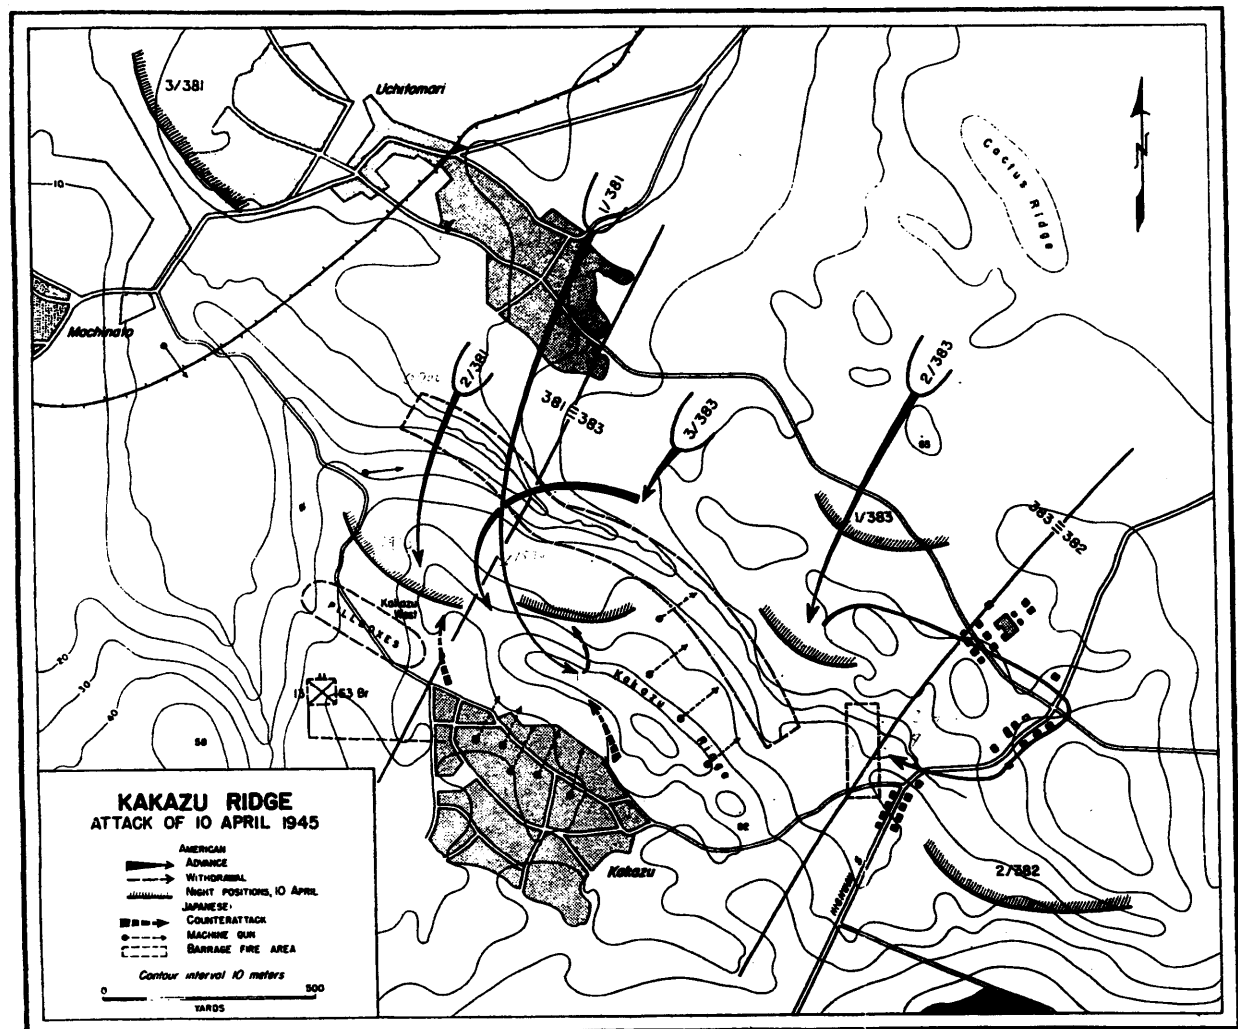 3/381
Uchitomari
1/381
Cactus Ridge
10
Machinato
2/381
381 383
3/383
2/383
1/383
383 382
Kakazu
West
PILLBOXES
13
63 Br
Kakazu Ridge
20
30
Kakazu
2/382
KAKAZU RIDGE
ATTACK OF 10 APRIL 1945
AMERICAN
ADVANCE
WITHDRAWAL
NIGHT POSITIONS, 10 APRIL
JAPANESE:
COUNTERATTACK
MACHINE GUN
BARRAGE FIRE AREA
Contour interval 10 meters
0 500
YARDS